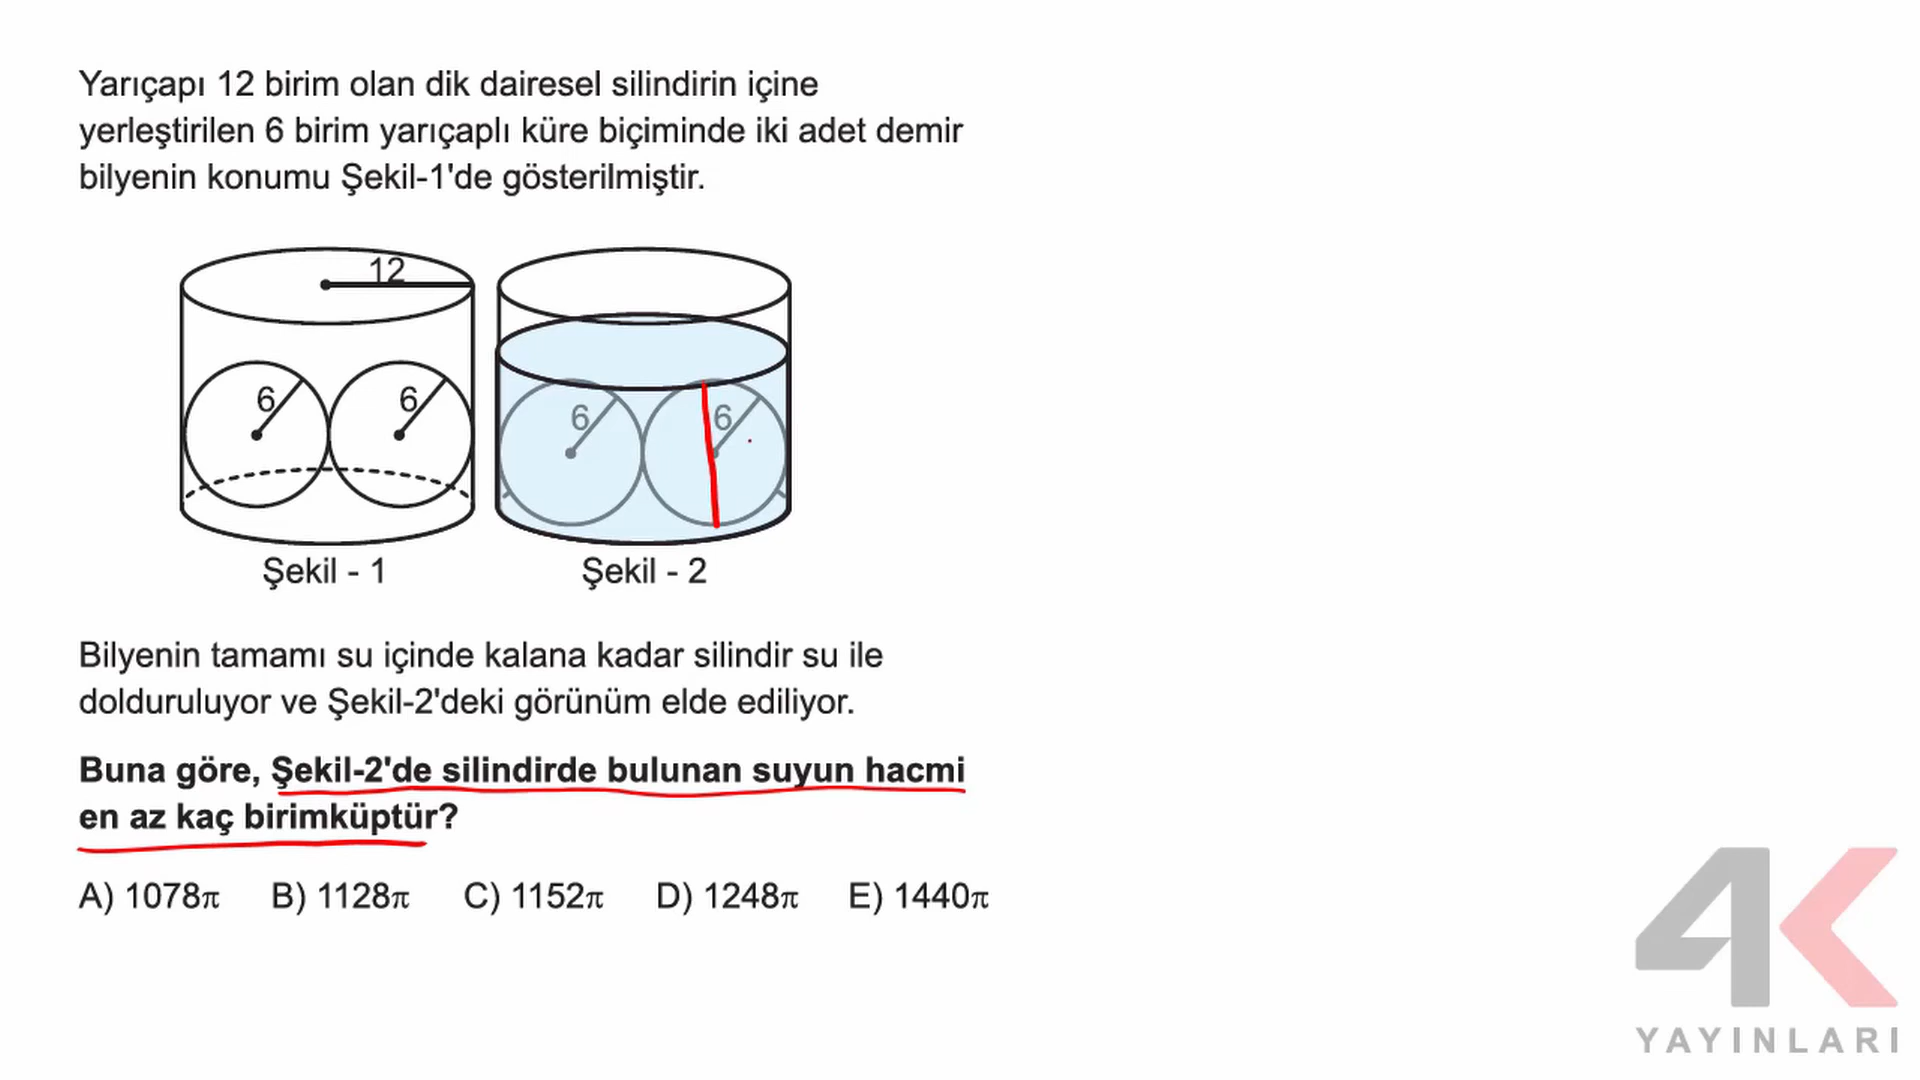 Yarıçapı 12 birim olan dik dairesel silindirin içine
yerleştirilen 6 birim yarıçaplı küre biçiminde iki adet demir
bilyenin konumu Şekil-1'de gösterilmiştir.
12
6 6 6 6
Şekil - 1 Şekil - 2
Bilyenin tamamı su içinde kalana kadar silindir su ile
dolduruluyor ve Şekil-2'deki görünüm elde ediliyor.
Buna göre, Şekil-2'de silindirde bulunan suyun hacmi
en az kaç birimküptür?
A) 1078π B) 1128π C) 1152π D) 1248π E) 1440π
4K
YAYINLARI